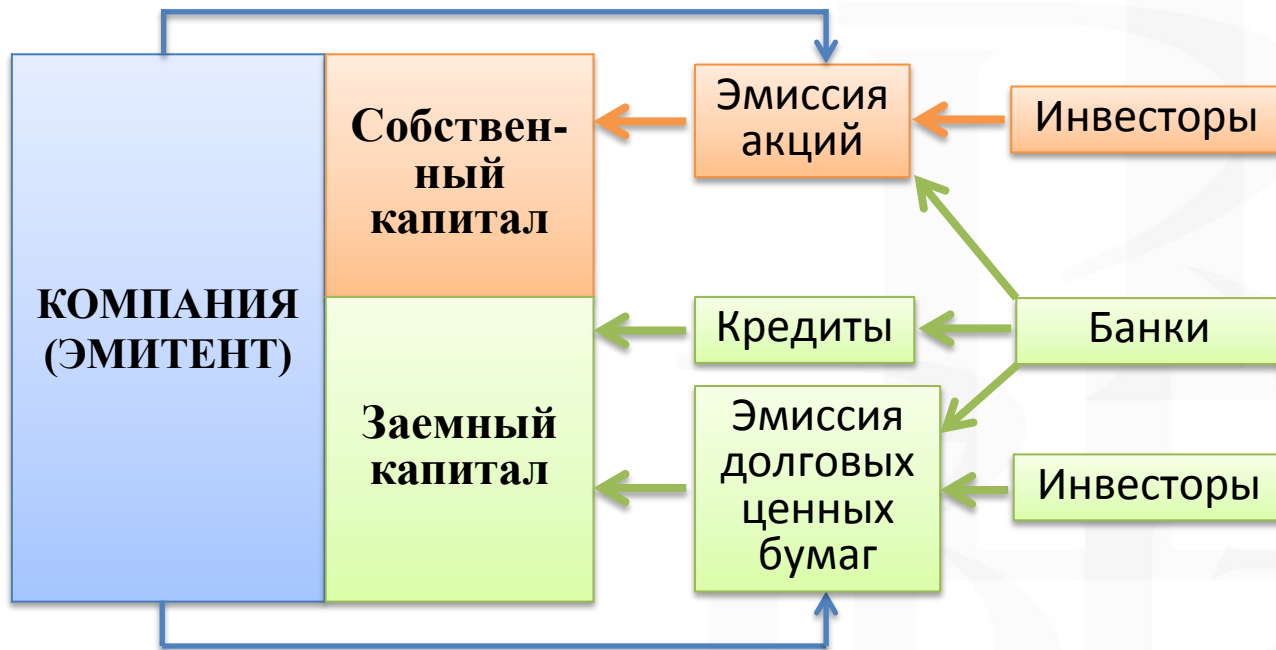 КОМПАНИЯ
(ЭМИТЕНТ)
Собствен-
ный
капитал
Заемный
капитал
Эмиссия
акций
Инвесторы
Кредиты
Банки
Эмиссия
долговых
ценных
бумаг
Инвесторы